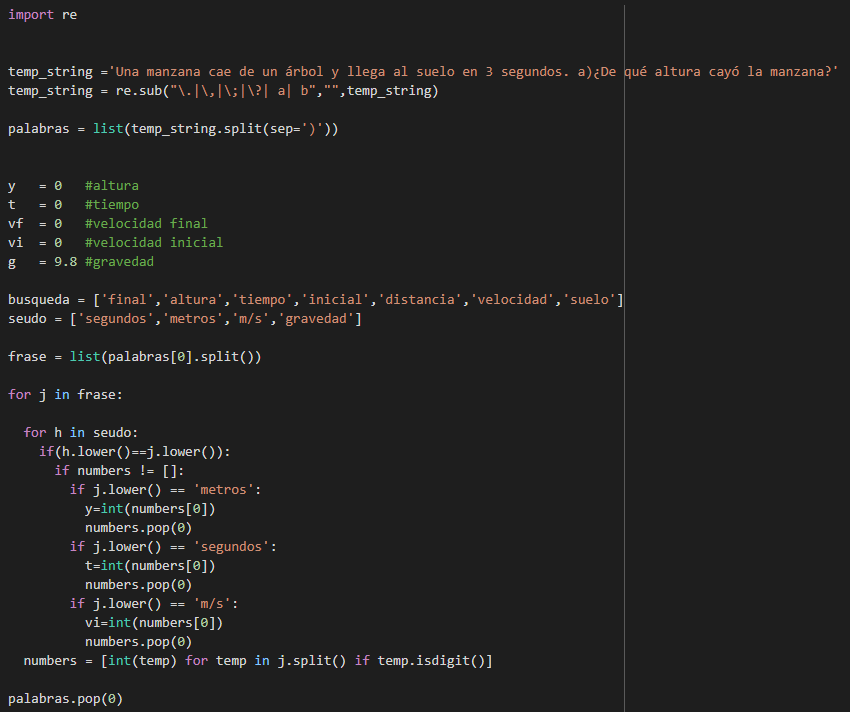 import re
temp_string ='Una manzana cae de un árbol y llega al suelo en 3 segundos. a)¿De qué altura cayó la manzana?'
temp_string = re.sub("\.|\,|\;|\?| a| b","",temp_string)
palabras = list(temp_string.split(sep=')'))
y   = 0   #altura
t   = 0   #tiempo
vf  = 0   #velocidad final
vi  = 0   #velocidad inicial
g   = 9.8 #gravedad
busqueda = ['final','altura','tiempo','inicial','distancia','velocidad','suelo']
seudo = ['segundos','metros','m/s','gravedad']
frase = list(palabras[0].split())
for j in frase:
  for h in seudo:
    if(h.lower()==j.lower()):
      if numbers != []:
        if j.lower() == 'metros':
          y=int(numbers[0])
          numbers.pop(0)
        if j.lower() == 'segundos':
          t=int(numbers[0])
          numbers.pop(0)
        if j.lower() == 'm/s':
          vi=int(numbers[0])
          numbers.pop(0)
  numbers = [int(temp) for temp in j.split() if temp.isdigit()]
palabras.pop(0)